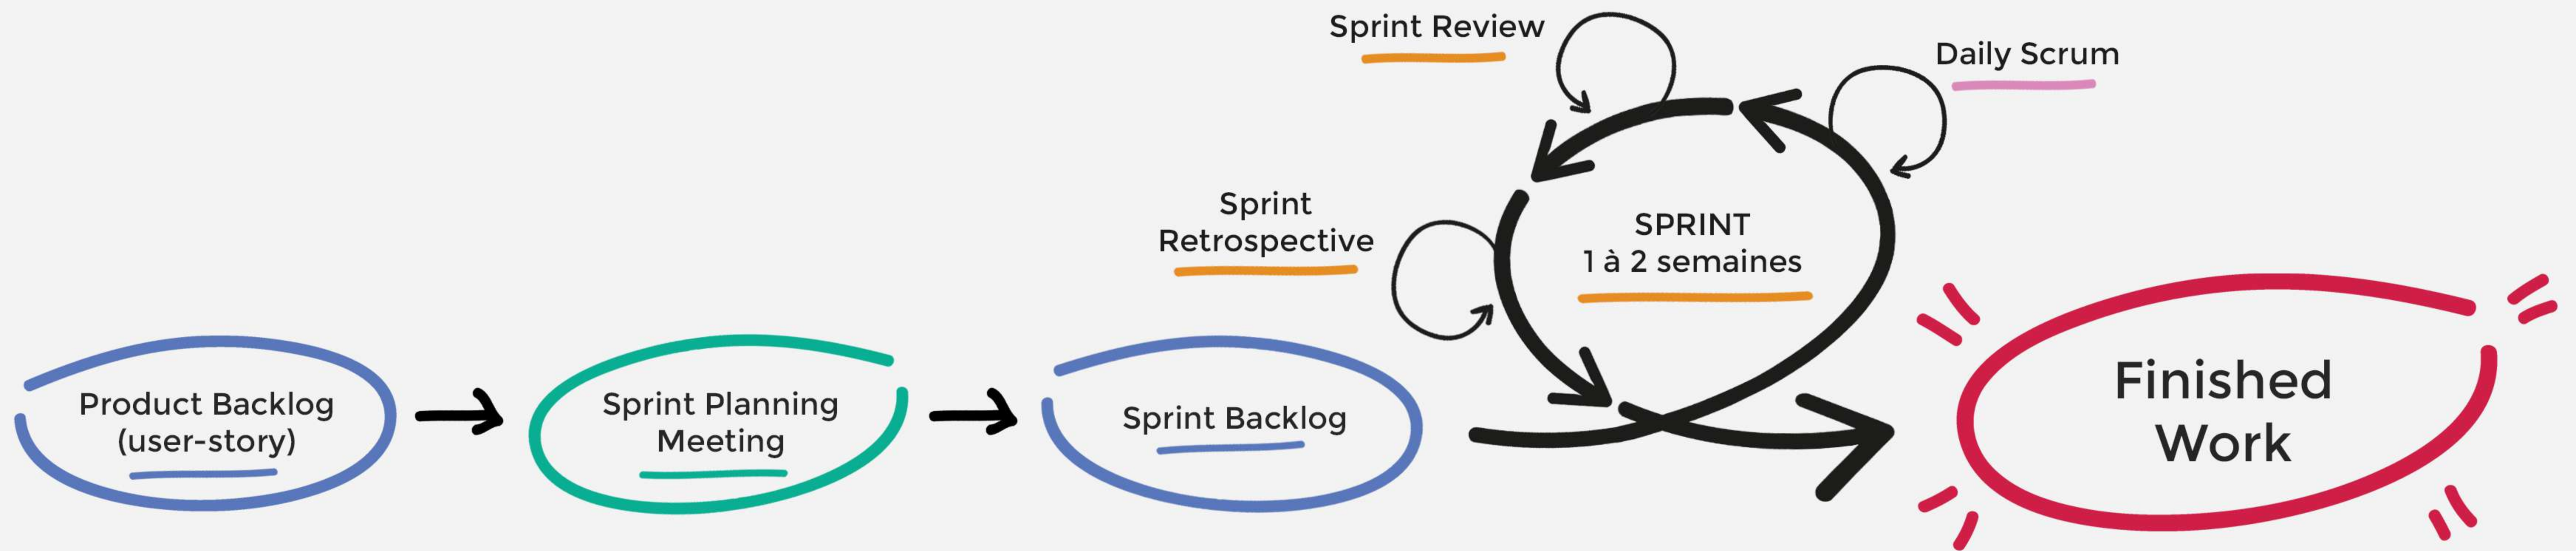 Sprint Review
Daily Scrum
Sprint
Retrospective
SPRINT
1 à 2 semaines
Product Backlog
(user-story)
Sprint Planning
Meeting
Sprint Backlog
Finished
Work